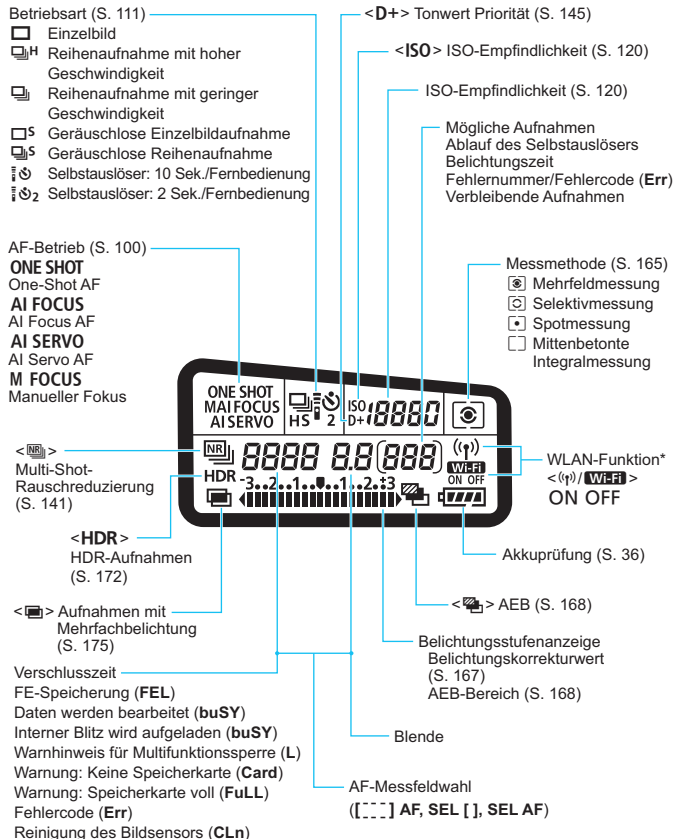 Betriebsart (S. 111)
Einzelbild
H Reihenaufnahme mit hoher
Geschwindigkeit
Reihenaufnahme mit geringer
Geschwindigkeit
S Geräuschlose Einzelbildaufnahme
S Geräuschlose Reihenaufnahme
Selbstauslöser: 10 Sek./Fernbedienung
2 Selbstauslöser: 2 Sek./Fernbedienung
<D+> Tonwert Priorität (S. 145)
<ISO> ISO-Empfindlichkeit (S. 120)
ISO-Empfindlichkeit (S. 120)
Mögliche Aufnahmen
Ablauf des Selbstauslösers
Belichtungszeit
Fehlernummer/Fehlercode (Err)
Verbleibende Aufnahmen
AF-Betrieb (S. 100)
ONE SHOT
One-Shot AF
AI FOCUS
AI Focus AF
AI SERVO
AI Servo AF
M FOCUS
Manueller Fokus
Messmethode (S. 165)
Mehrfeldmessung
Selektivmessung
Spotmessung
Mittenbetonte
Integralmessung
ONE SHOT
MAI FOCUS
AI SERVO
HS 2
ISO
D+ 18880
NR 8888 8.8 (888)
Wi-Fi
ON OFF
HDR -3..2..1..0..1..2.+3
<NR>
Multi-Shot-
Rauschreduzierung
(S. 141)
<HDR>
HDR-Aufnahmen
(S. 172)
< > Aufnahmen mit
Mehrfachbelichtung
(S. 175)
WLAN-Funktion*
< / Wi-Fi >
ON OFF
Akkuprüfung (S. 36)
< > AEB (S. 168)
Belichtungsstufenanzeige
Belichtungskorrekturwert
(S. 167)
AEB-Bereich (S. 168)
Verschlusszeit
FE-Speicherung (FEL)
Daten werden bearbeitet (buSY)
Interner Blitz wird aufgeladen (buSY)
Warnhinweis für Multifunktionssperre (L)
Warnung: Keine Speicherkarte (Card)
Warnung: Speicherkarte voll (FuLL)
Fehlercode (Err)
Reinigung des Bildsensors (CLn)
Blende
AF-Messfeldwahl
([---] AF, SEL [ ], SEL AF)